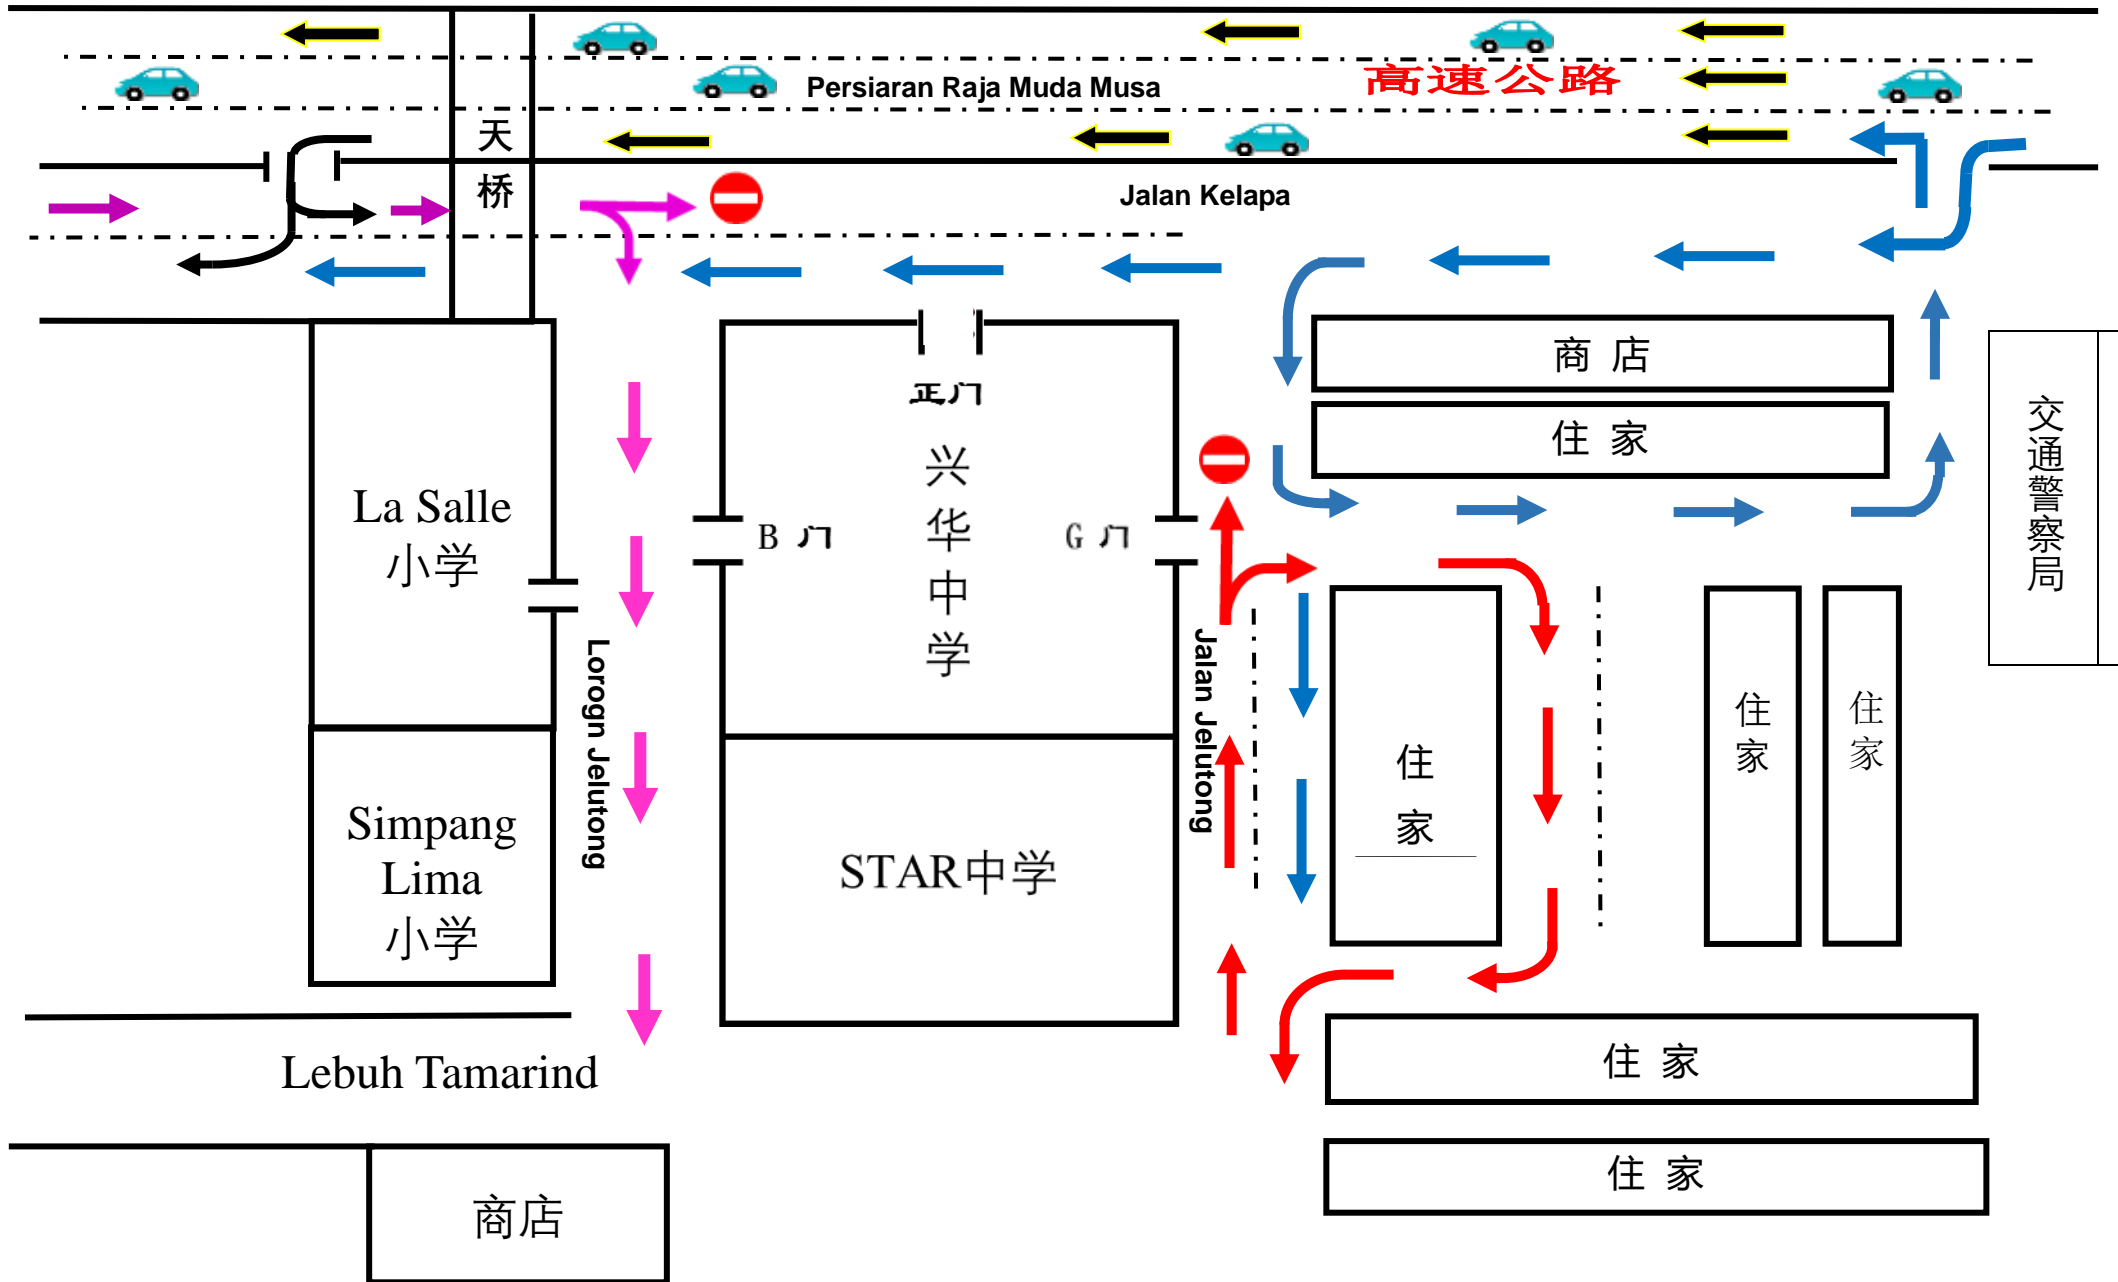 Persiaran Raja Muda Musa
高速公路
天
桥
Jalan Kelapa
正门
商 店
住 家
交
通
警
察
局
兴
华
中
学
La Salle
小学
B 门
G 门
Lorogn Jelutong
Jalan Jelutong
住
家
住
家
住
家
Simpang
Lima
小学
STAR中学
Lebuh Tamarind
住 家
住 家
商店